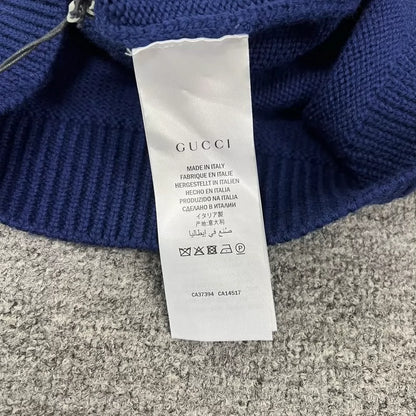 GUCCI
MADE IN ITALY
FABRIQUE EN ITALIE
HERGESTELLT IN ITALIEN
HECHO EN ITALIA
PRODUZIDO NA ITALIA
СДЕЛАНО В ИТАЛИИ
イタリア製
产地:意大利
صنع في إيطاليا
CA37394 CA14517